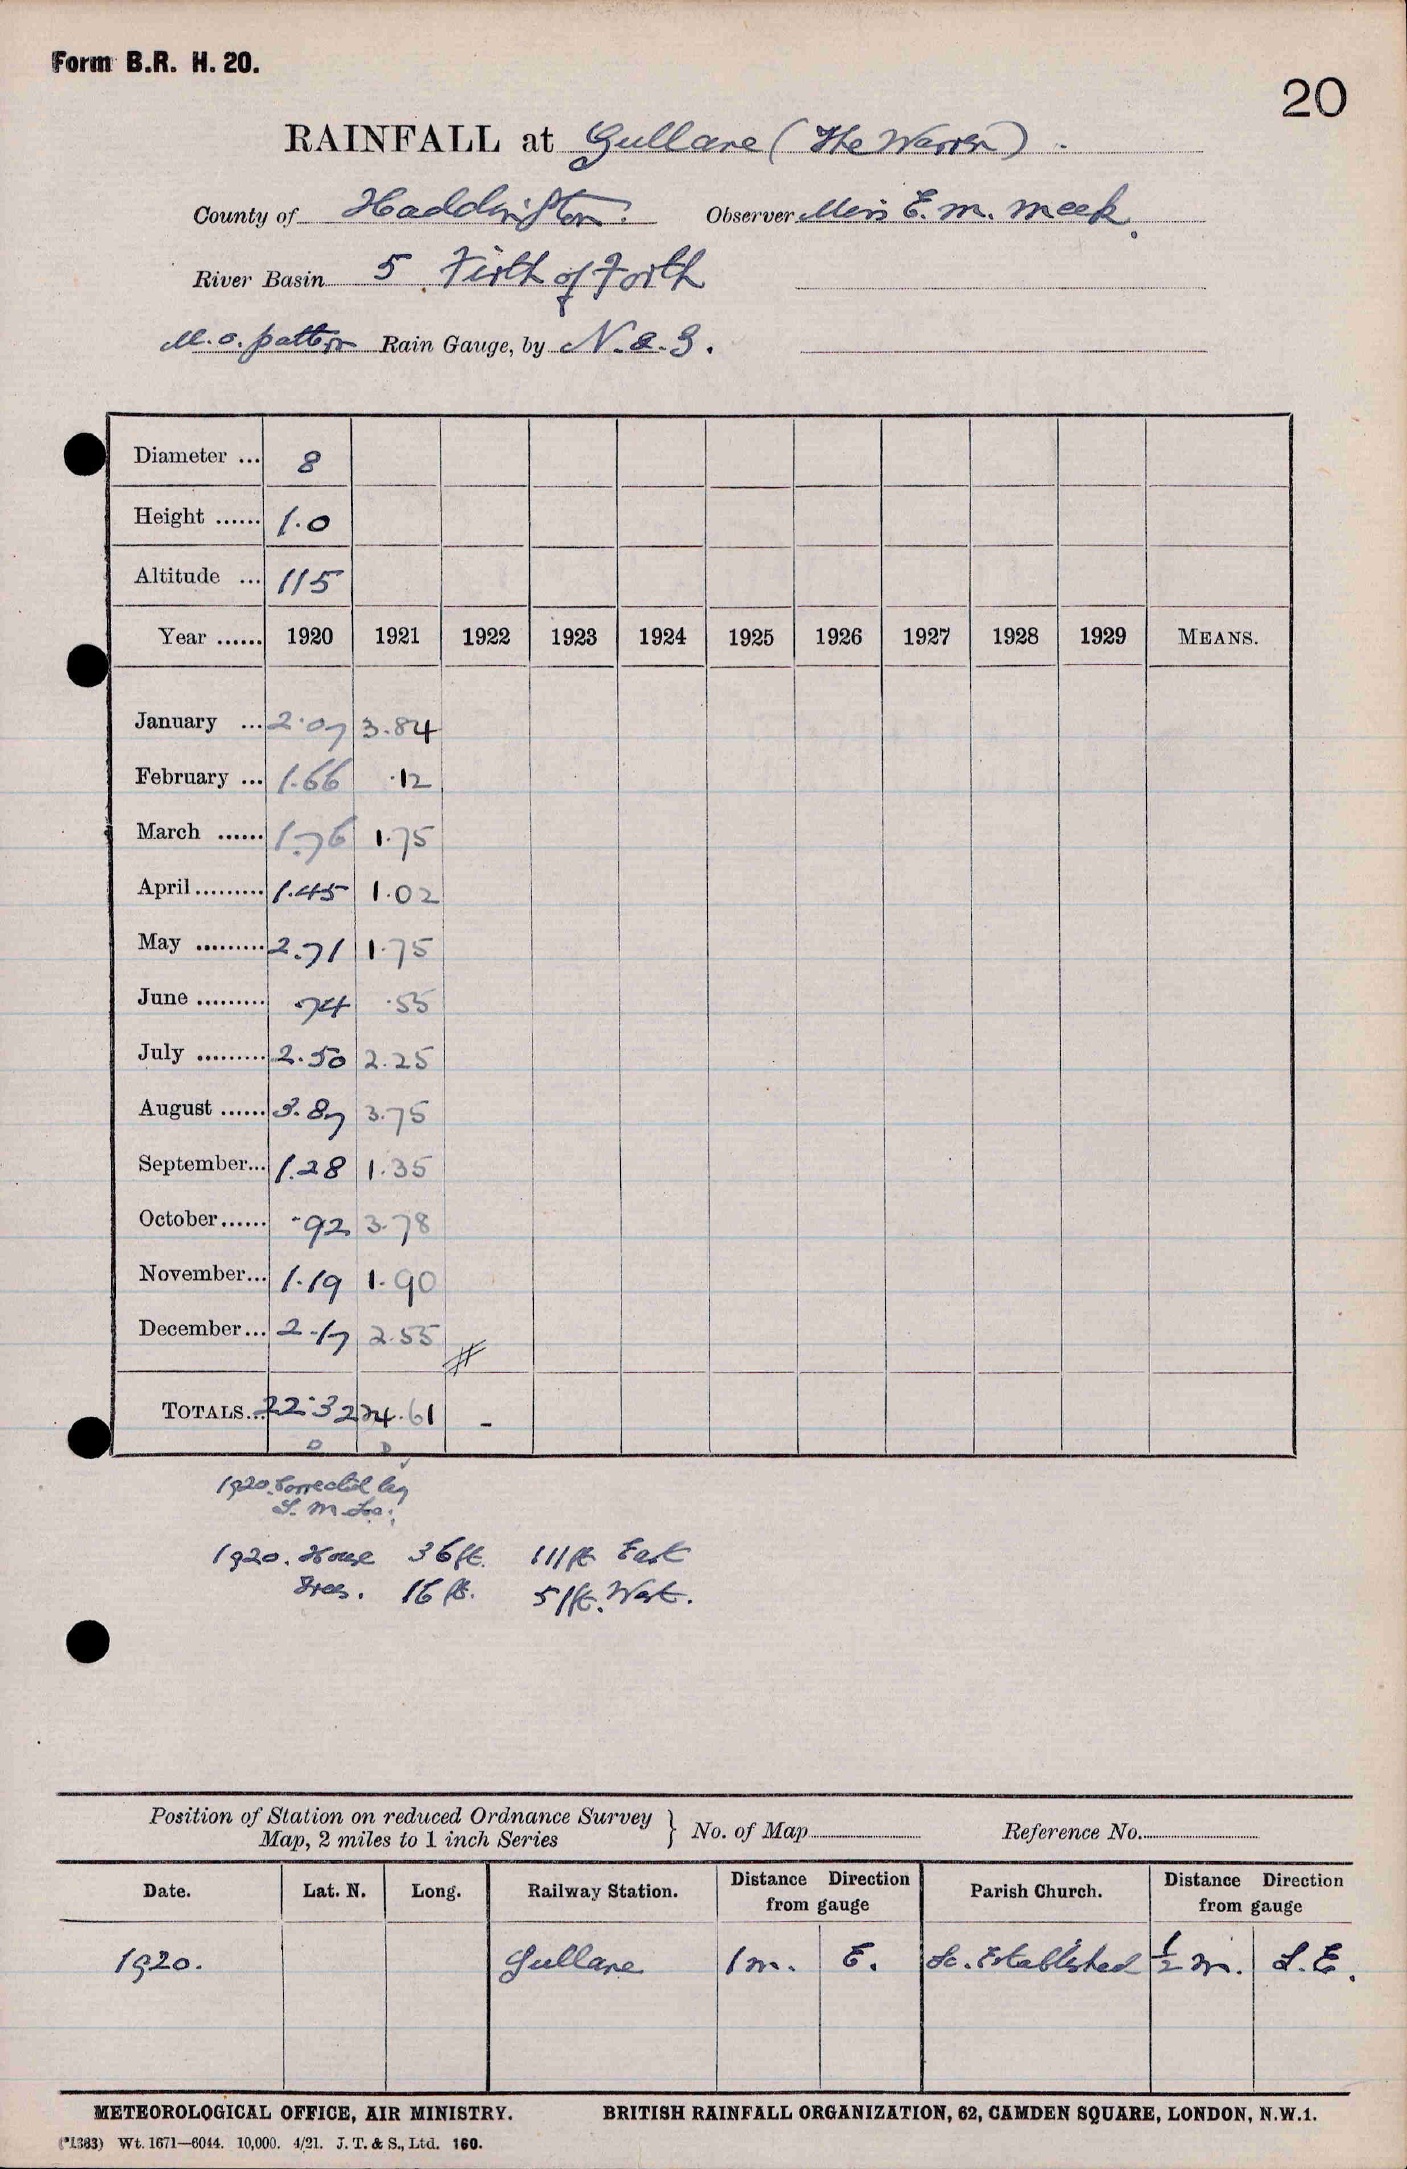 Form B.R. H. 20.
20
RAINFALL at Gullane (The Warren).
County of Haddington. Observer Miss E. M. Meek.
River Basin 5 Firth of Forth
M.O. pattern Rain Gauge, by N. & Z.
Diameter ... 8
Height ...... 1.0
Altitude ... 115
Year ...... 1920 1921 1922 1923 1924 1925 1926 1927 1928 1929 MEANS.
January ... 2.07 3.84
February ... 1.66 .12
March ...... 1.76 1.75
April ......... 1.45 1.02
May ......... 2.71 1.75
June ......... .74 .55
July ......... 2.50 2.25
August ...... 3.87 3.75
September... 1.28 1.35
October...... .92 3.78
November... 1.19 1.90
December... 2.17 2.55
TOTALS... 22.32 24.61 -
1920. Corrected by
1920. House 36 ft. 111 ft East
Trees. 16 ft. 51 ft. West.
Position of Station on reduced Ordnance Survey
Map, 2 miles to 1 inch Series } No. of Map Reference No.
Date. Lat. N. Long. Railway Station. Distance Direction from gauge Parish Church. Distance Direction from gauge
1920. Gullane 1 m. E. Sc. Established 1/2 m. S.E.
METEOROLOGICAL OFFICE, AIR MINISTRY. BRITISH RAINFALL ORGANIZATION, 62, CAMDEN SQUARE, LONDON, N.W.1.
(*1383) Wt. 1671—6044. 10,000. 4/21. J. T. & S., Ltd. 160.